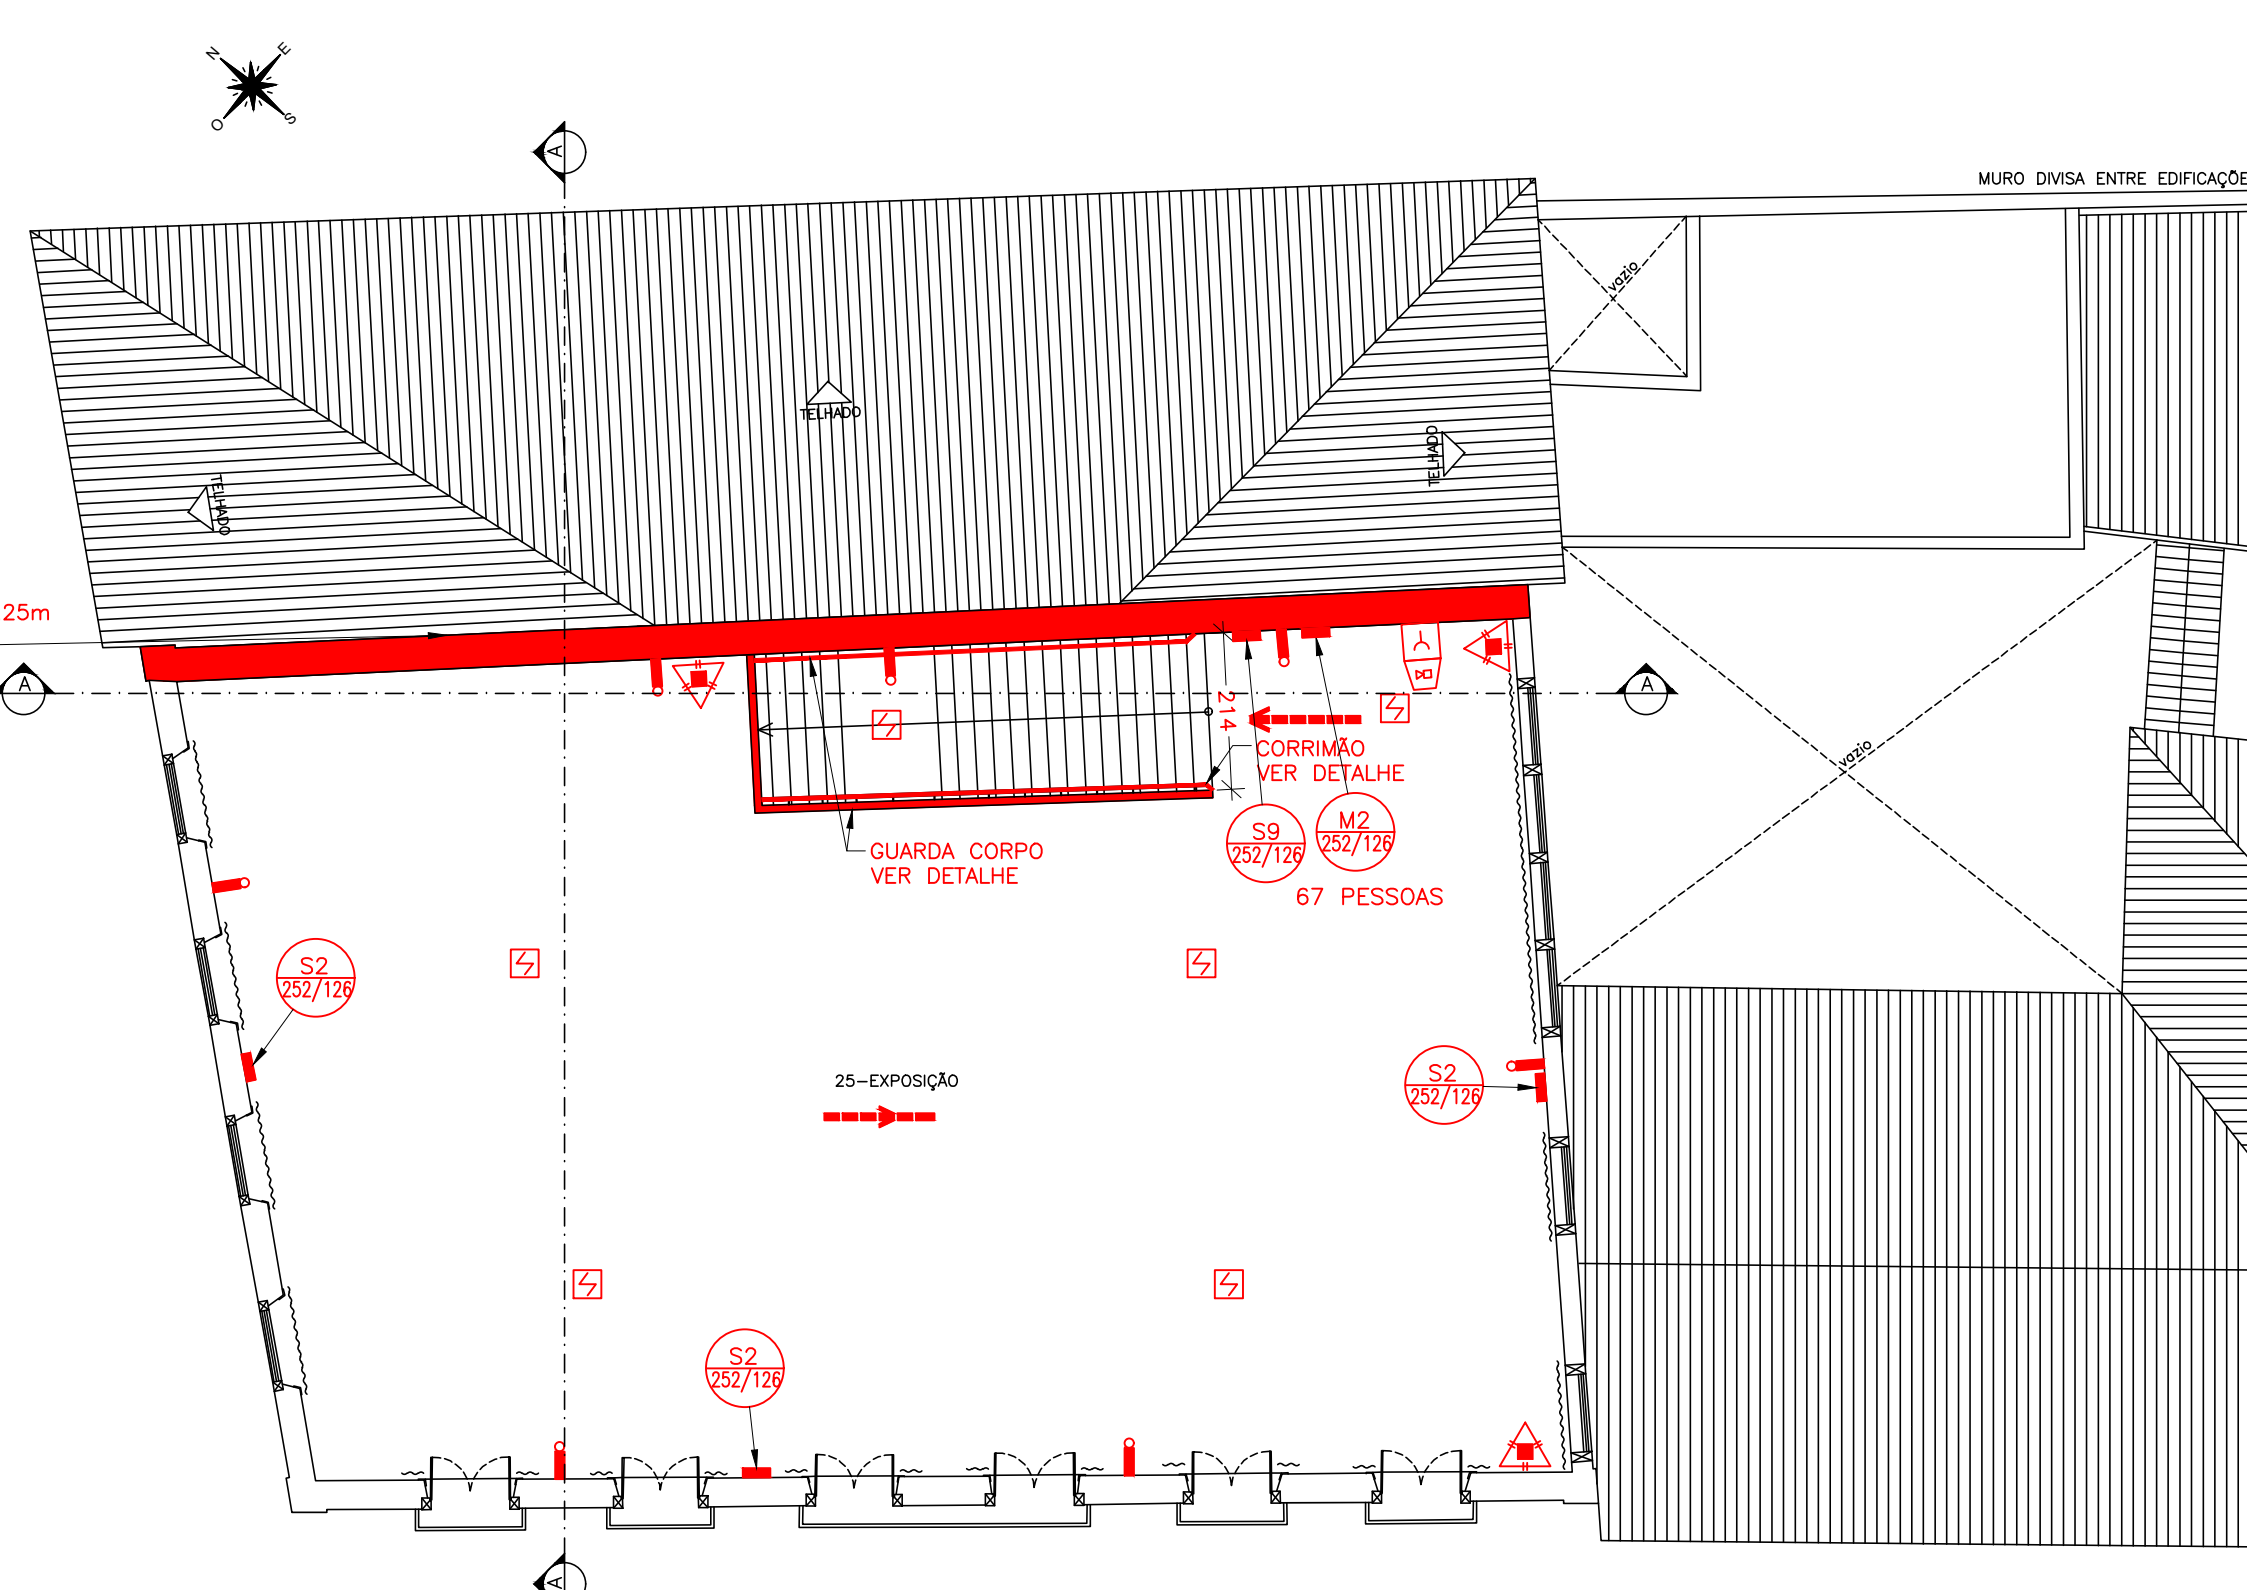 N
E
O
S
A
MURO DIVISA ENTRE EDIFICAÇÕE
vazio
TELHADO
TELHADO
TELHADO
25m
A
A
214
CORRIMÃO
VER DETALHE
vazio
S9
252/126
M2
252/126
GUARDA CORPO
VER DETALHE
67 PESSOAS
S2
252/126
25-EXPOSIÇÃO
S2
252/126
S2
252/126
A